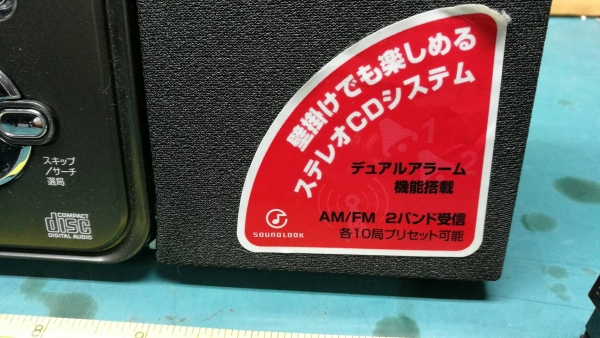 壁掛けでも楽しめる
ステレオCDシステム
デュアルアラーム
機能搭載
AM/FM 2バンド受信
各10局プリセット可能
SOUNDLOOK
スキップ
/サーチ
選局
COMPACT
disc
DIGITAL AUDIO
8
9